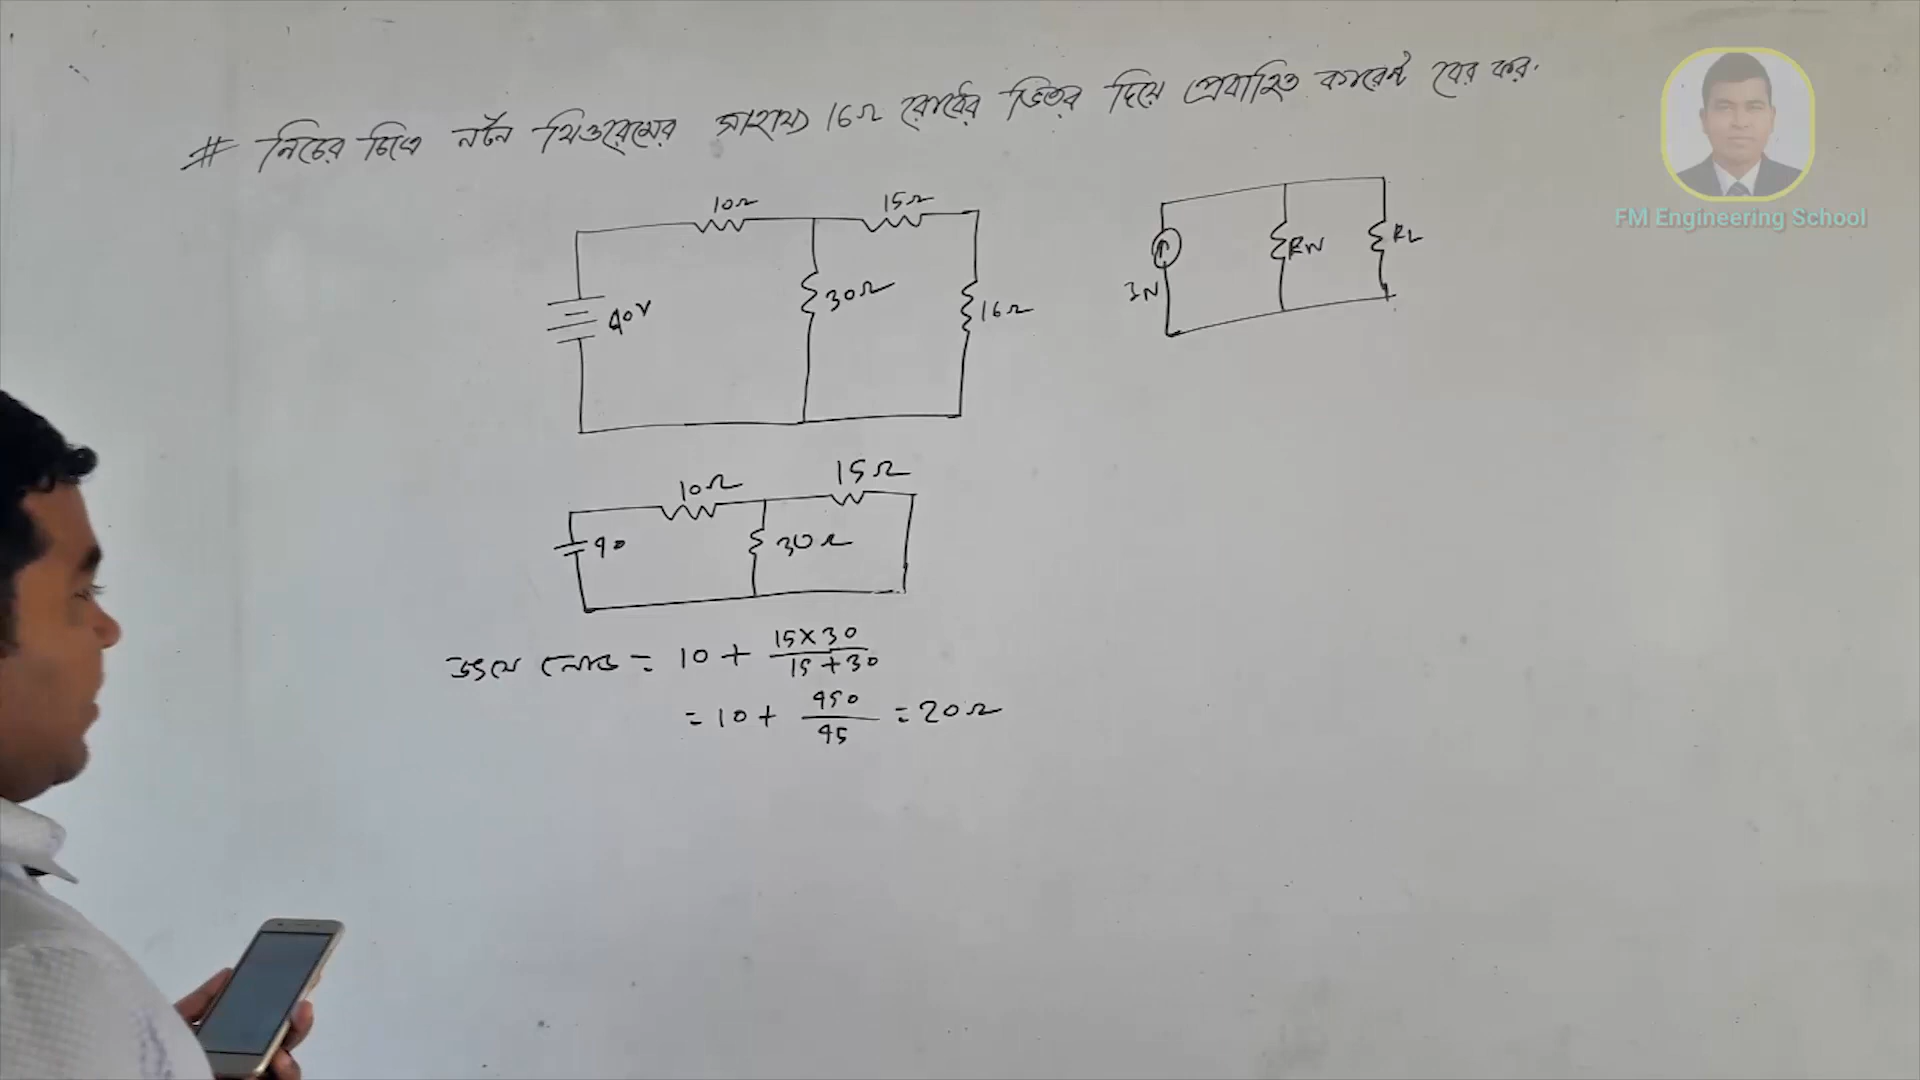 # নিচের চিত্রে নর্টন থিওরেমের সাহায্যে 16Ω রোধের ভিতর দিয়ে প্রবাহিত কারেন্ট বের কর.
FM Engineering School
10Ω
15Ω
40V
30Ω
16Ω
IN
RN
RL
10Ω
15Ω
40
30Ω
= 10 + 15×30 / 15+30
= 10 + 450 / 45 = 20Ω